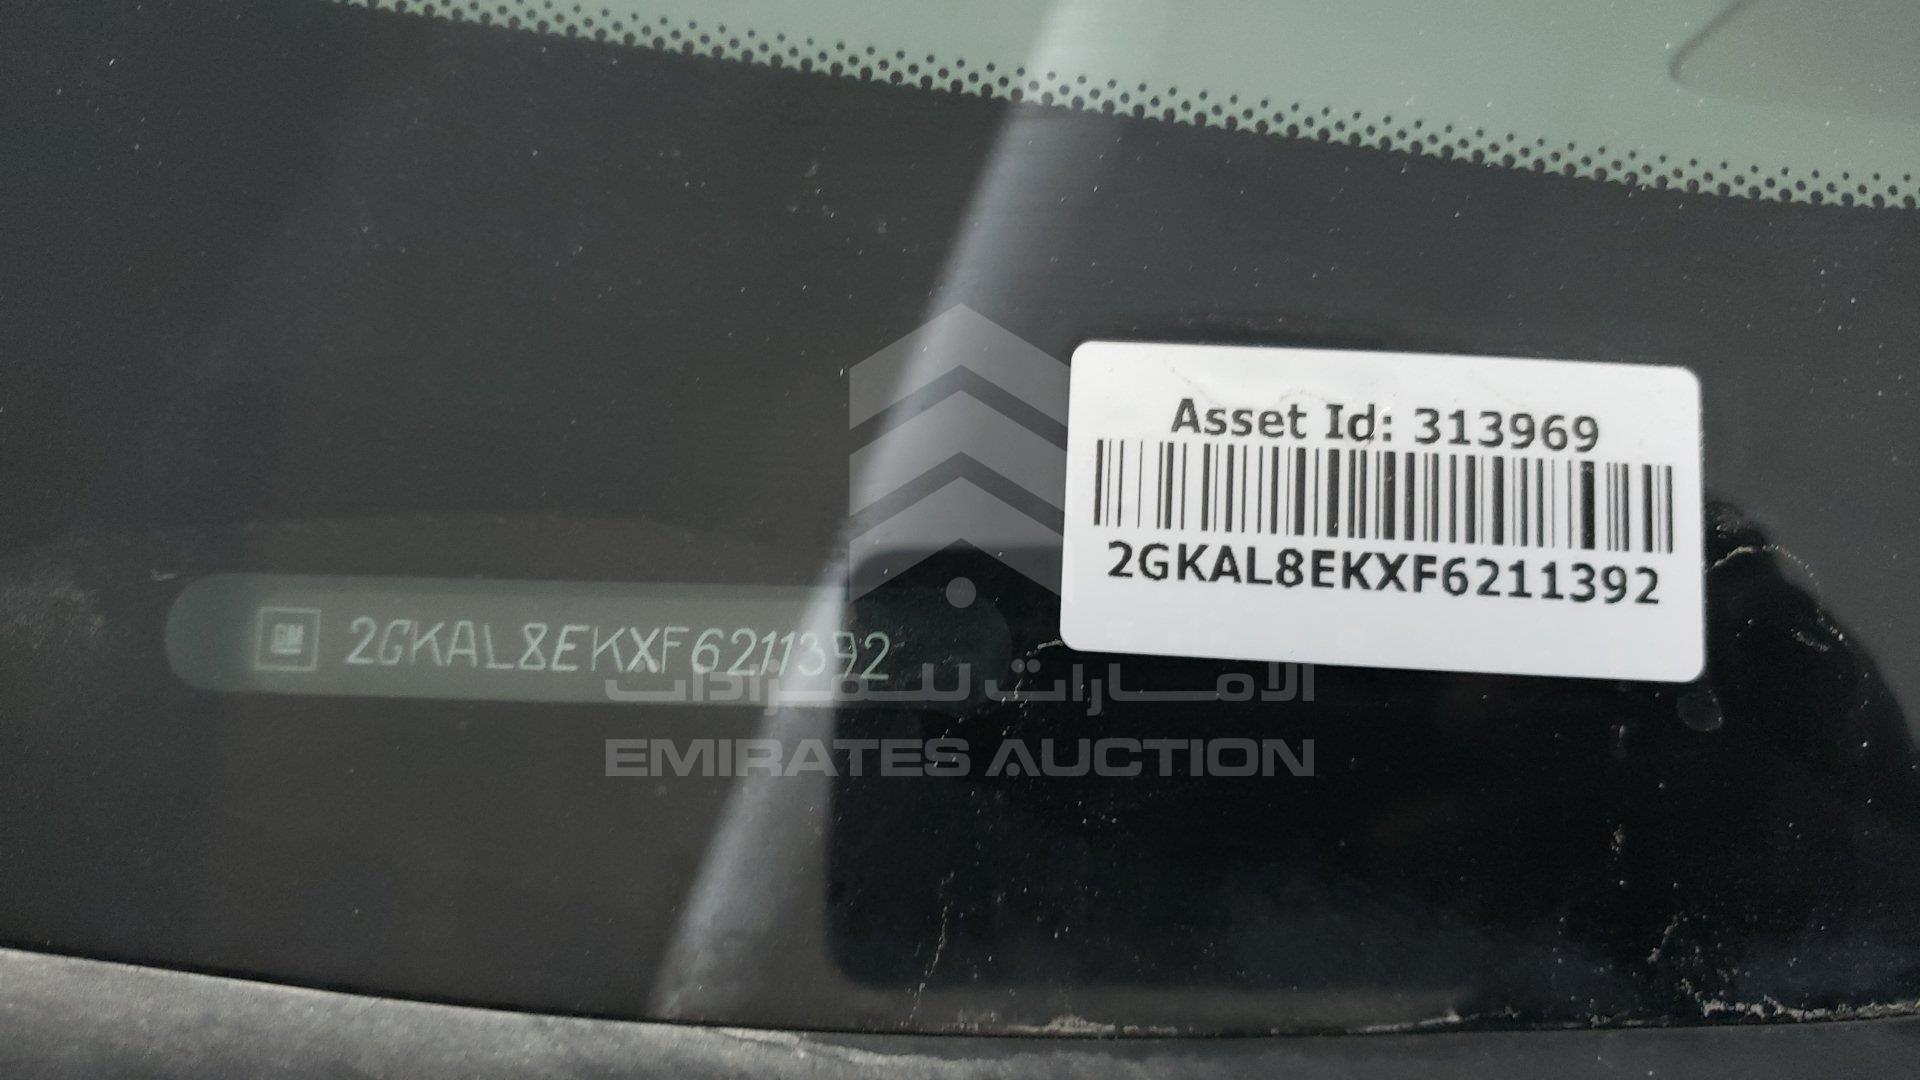 Asset Id: 313969
2GKAL8EKXF6211392
GM 2GKAL8EKXF6211392
الامارات للمزادات
EMIRATES AUCTION